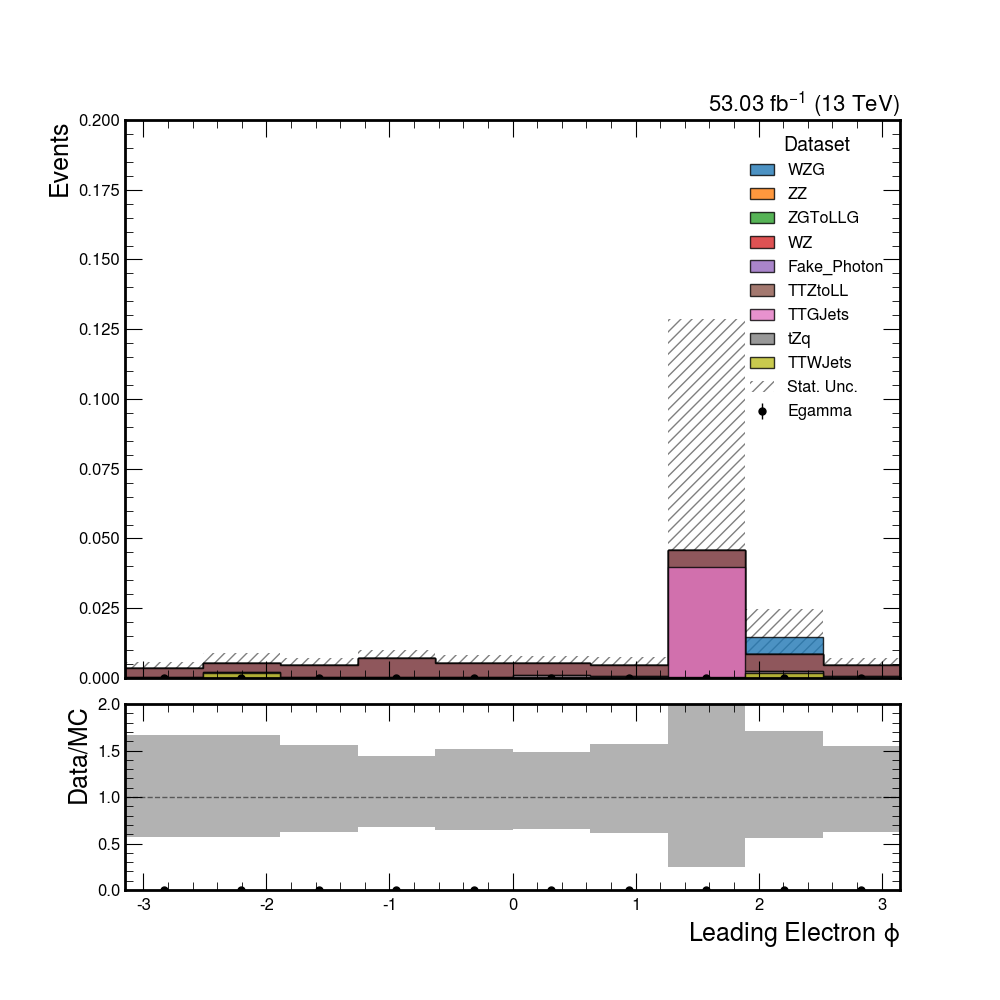 53.03 fb⁻¹ (13 TeV)
Events
0.200
0.175
0.150
0.125
0.100
0.075
0.050
0.025
0.000
Dataset
WZG
ZZ
ZGToLLG
WZ
Fake_Photon
TTZtoLL
TTGJets
tZq
TTWJets
Stat. Unc.
Egamma
Data/MC
2.0
1.5
1.0
0.5
0.0
-3 -2 -1 0 1 2 3
Leading Electron ϕ